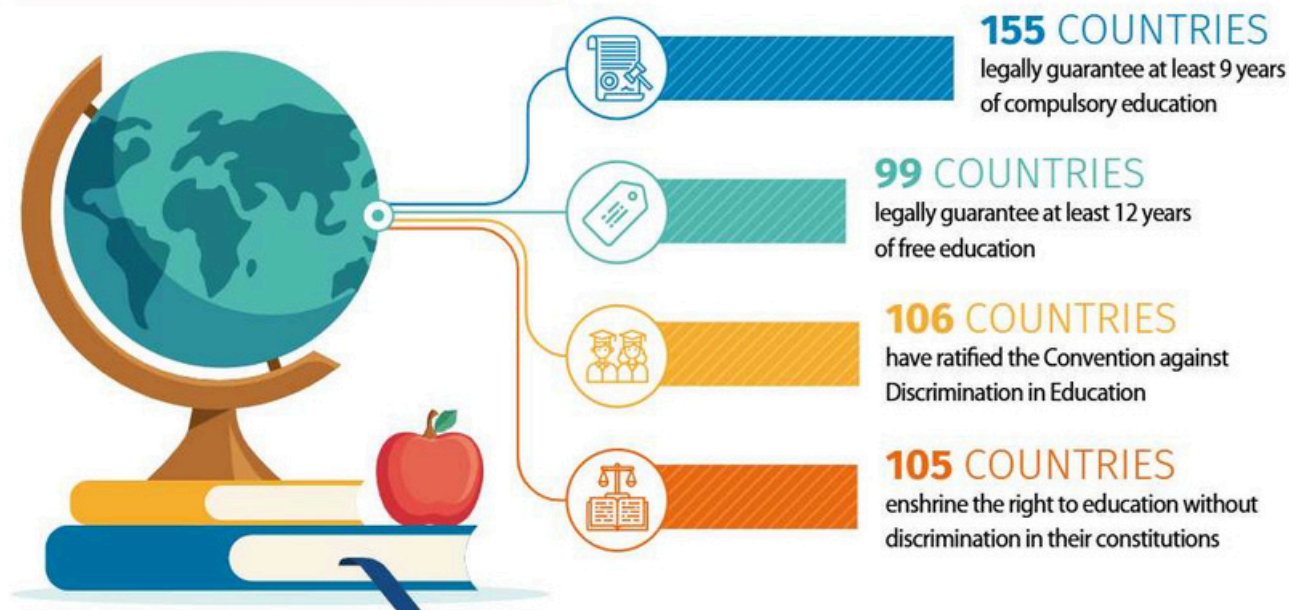 155 COUNTRIES
legally guarantee at least 9 years
of compulsory education
99 COUNTRIES
legally guarantee at least 12 years
of free education
106 COUNTRIES
have ratified the Convention against
Discrimination in Education
105 COUNTRIES
enshrine the right to education without
discrimination in their constitutions